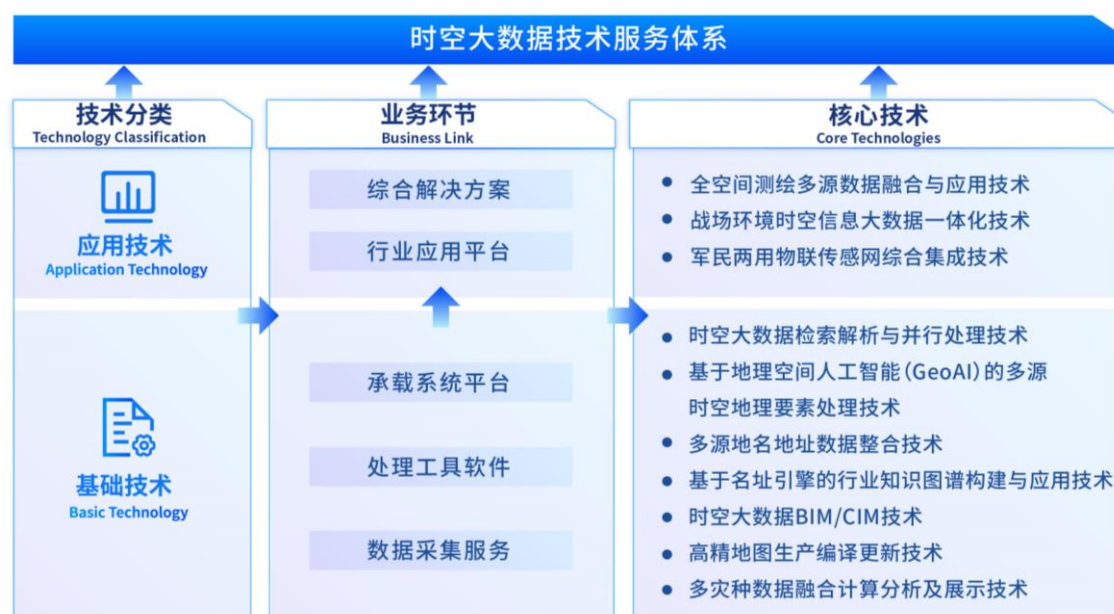 时空大数据技术服务体系
技术分类
Technology Classification
业务环节
Business Link
核心技术
Core Technologies
应用技术
Application Technology
综合解决方案
行业应用平台
全空间测绘多源数据融合与应用技术
战场环境时空信息大数据一体化技术
军民两用物联传感网综合集成技术
基础技术
Basic Technology
承载系统平台
处理工具软件
数据采集服务
时空大数据检索解析与并行处理技术
基于地理空间人工智能(GeoAI)的多源
时空地理要素处理技术
多源地名地址数据整合技术
基于名址引擎的行业知识图谱构建与应用技术
时空大数据BIM/CIM技术
高精地图生产编译更新技术
多灾种数据融合计算分析及展示技术